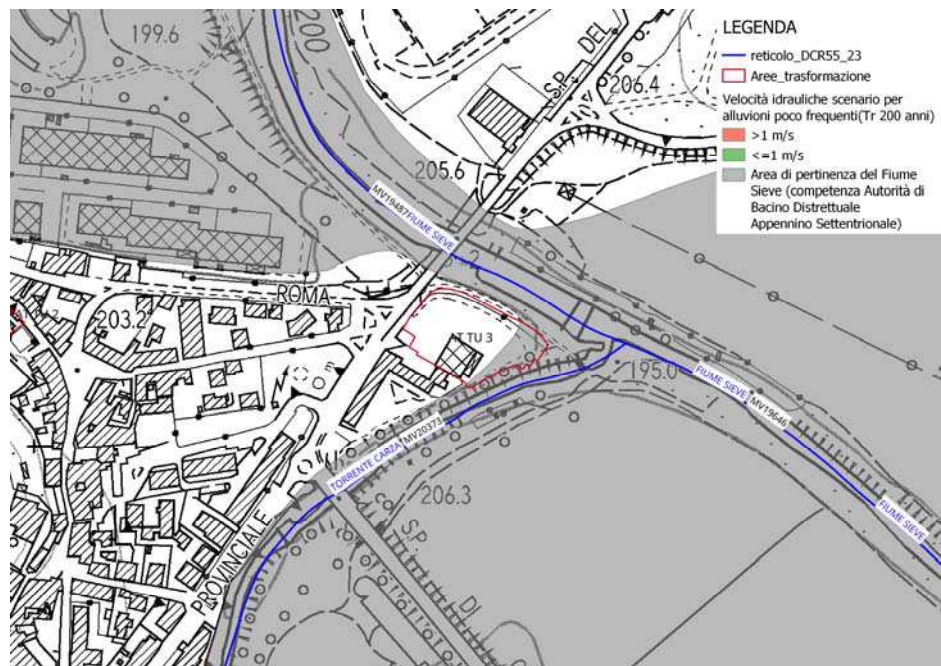 LEGENDA
reticolo_DCR55_23
Aree_trasformazione
Velocità idrauliche scenario per
alluvioni poco frequenti(Tr 200 anni)
>1 m/s
<=1 m/s
Area di pertinenza del Fiume
Sieve (competenza Autorità di
Bacino Distrettuale
Appennino Settentrionale)
199.6
200
S.P. DEL
206.4
205.6
MV19487 FIUME SIEVE
ROMA
203.2
AT TU 3
195.0
FIUME SIEVE
MV19646
FIUME SIEVE
TORRENTE CARZA
MV20373
206.3
PROVINCIALE
S.P. DI